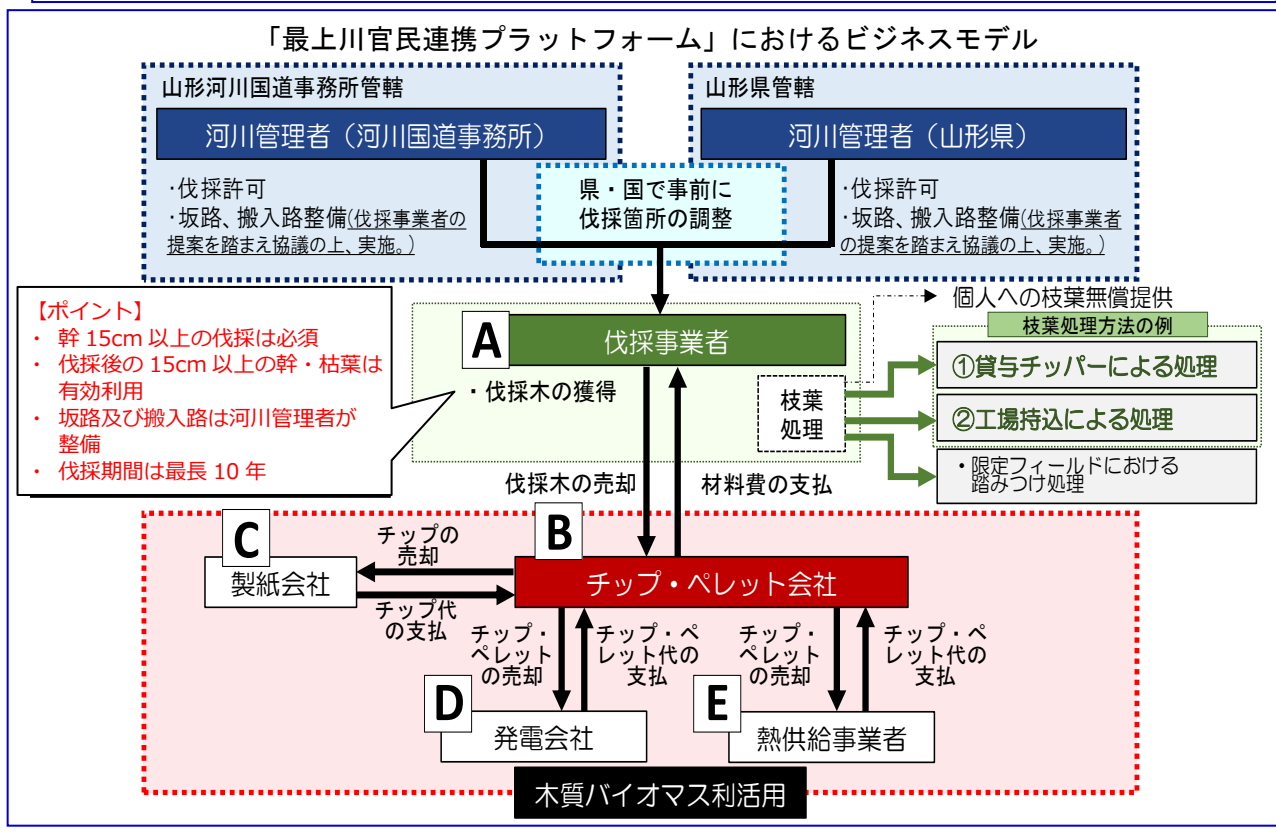 「最上川官民連携プラットフォーム」におけるビジネスモデル
山形河川国道事務所管轄
河川管理者（河川国道事務所）
・伐採許可
・坂路、搬入路整備(伐採事業者の
提案を踏まえ協議の上、実施。)
県・国で事前に
伐採箇所の調整
山形県管轄
河川管理者（山形県）
・伐採許可
・坂路、搬入路整備(伐採事業者
の提案を踏まえ協議の上、実施。)
【ポイント】
・ 幹 15cm 以上の伐採は必須
・ 伐採後の 15cm 以上の幹・枯葉は
有効利用
・ 坂路及び搬入路は河川管理者が
整備
・ 伐採期間は最長 10 年
A
伐採事業者
・伐採木の獲得
枝葉
処理
個人への枝葉無償提供
枝葉処理方法の例
①貸与チッパーによる処理
②工場持込による処理
・限定フィールドにおける
踏みつけ処理
伐採木の売却
材料費の支払
B
チップ・ペレット会社
C
製紙会社
チップの
売却
チップ代
の支払
チップ・
ペレット
の売却
チップ・ペ
レット代の
支払
チップ・
ペレット
の売却
チップ・ペ
レット代の
支払
D
発電会社
E
熱供給事業者
木質バイオマス利活用